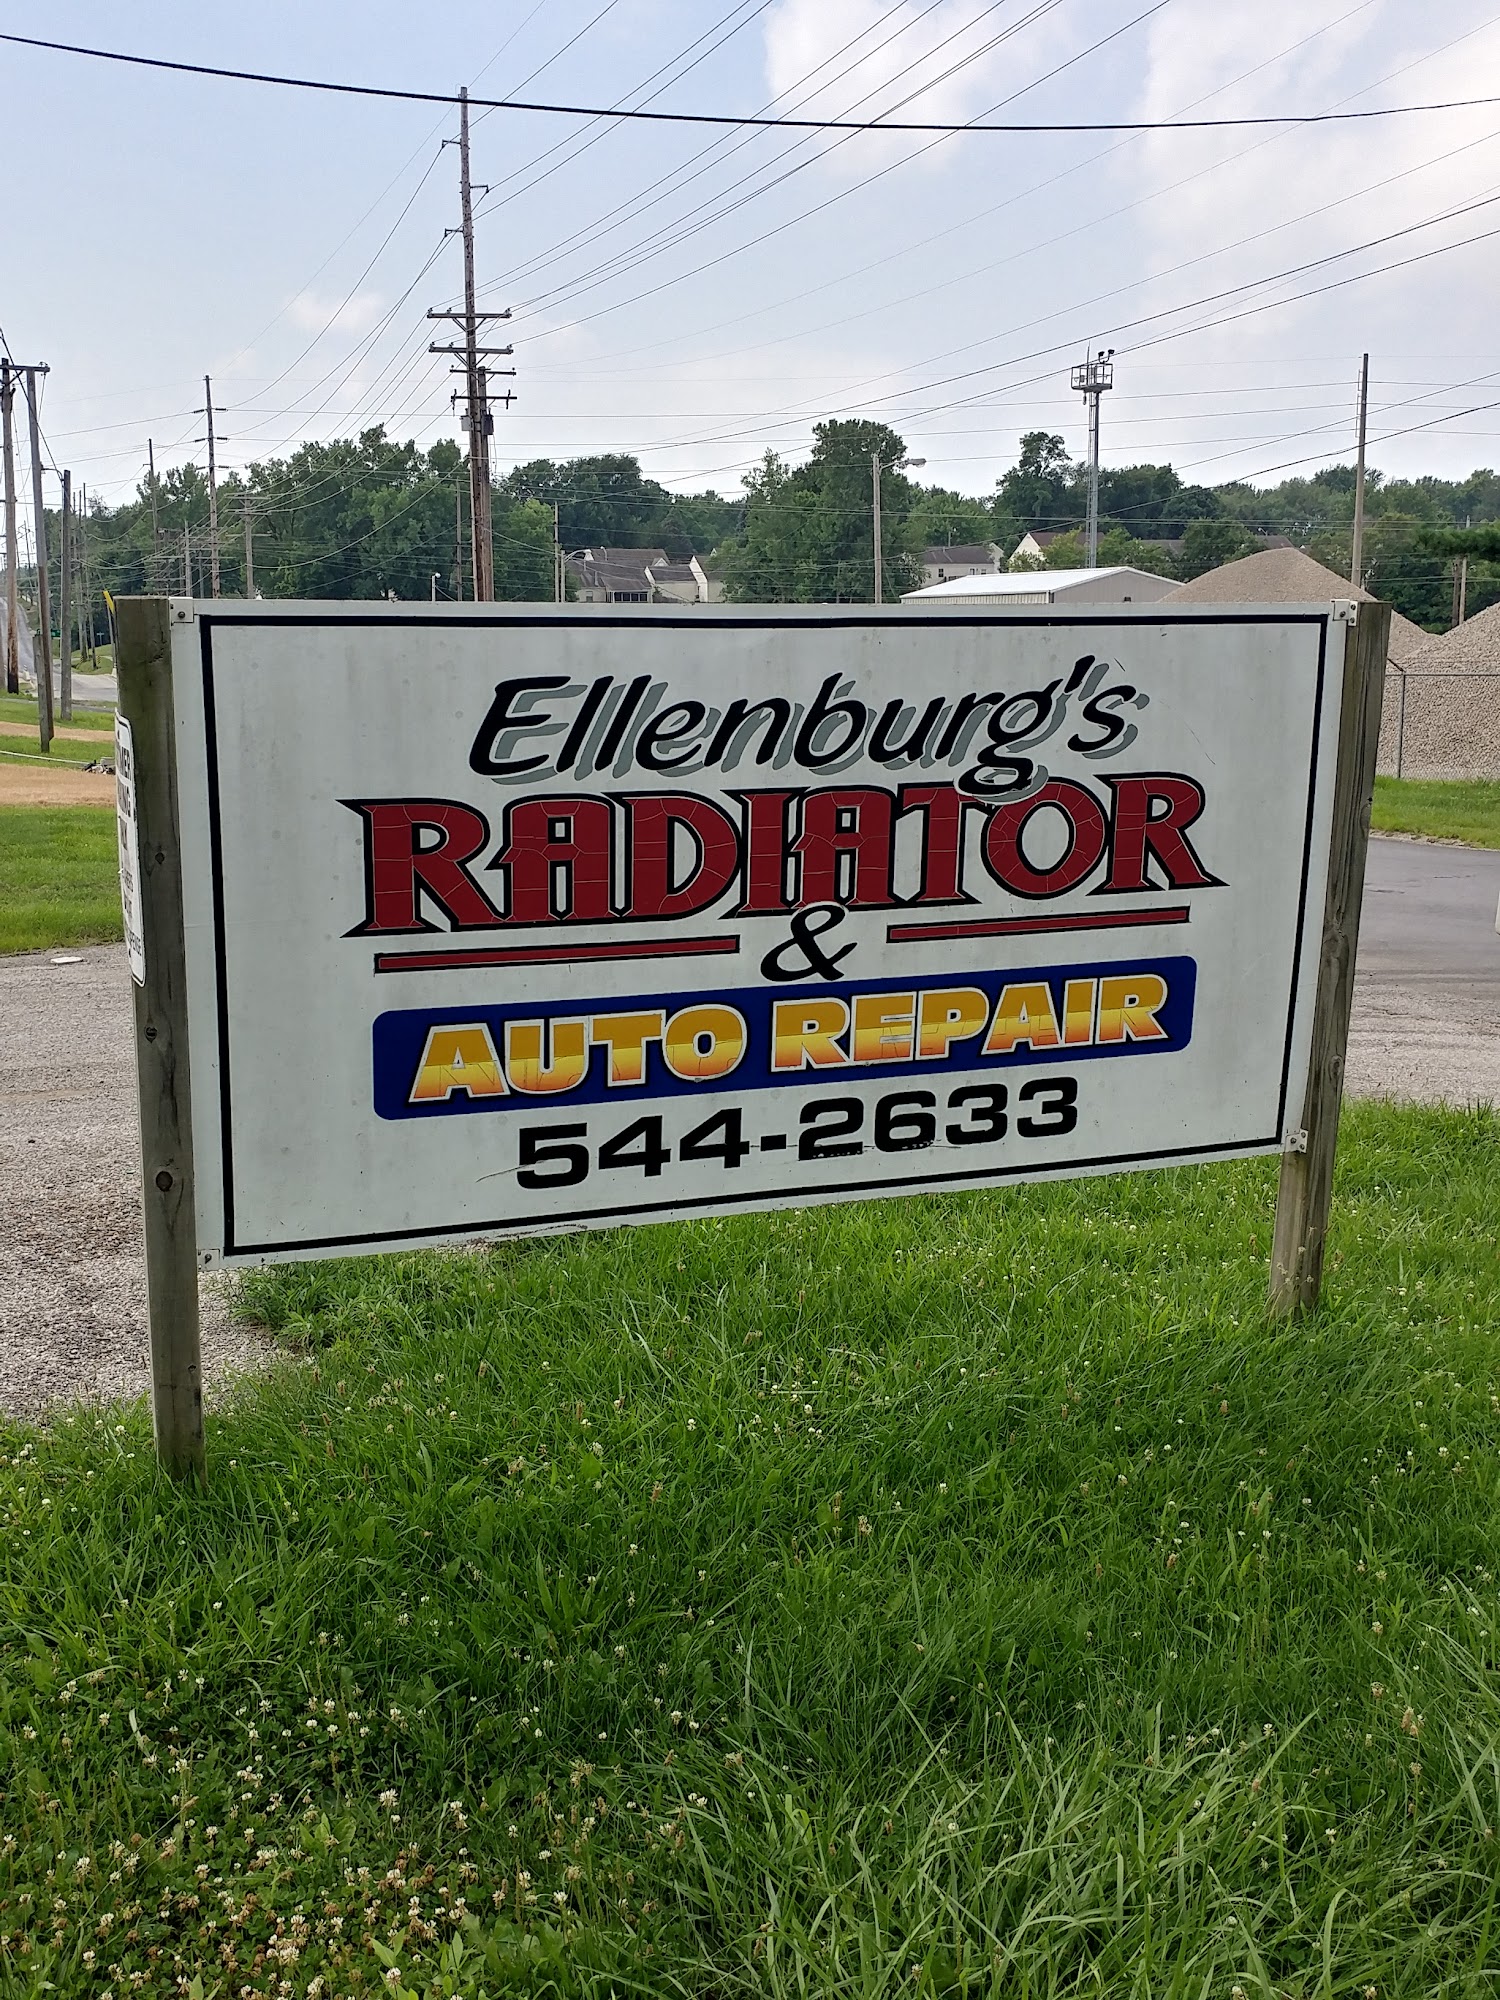 Ellenburg's
RADIATOR
&
AUTO REPAIR
544-2633